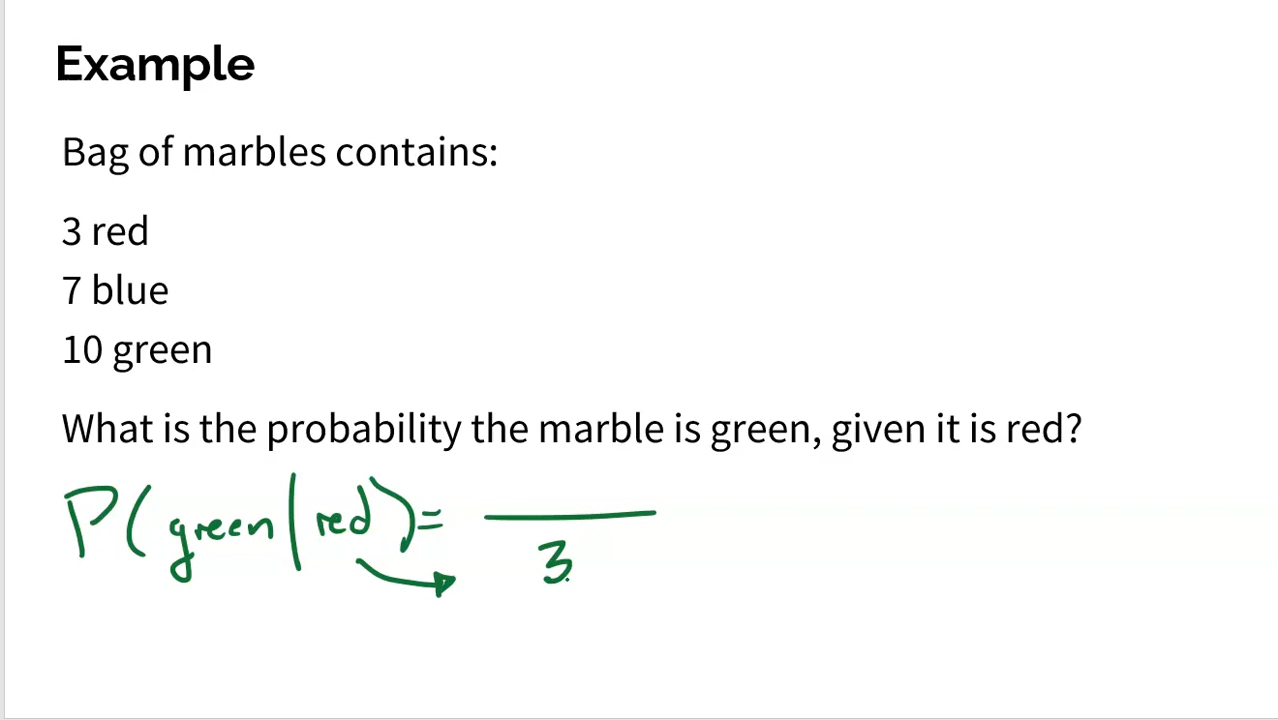 Example
Bag of marbles contains:
3 red
7 blue
10 green
What is the probability the marble is green, given it is red?
P(green|red)=
3